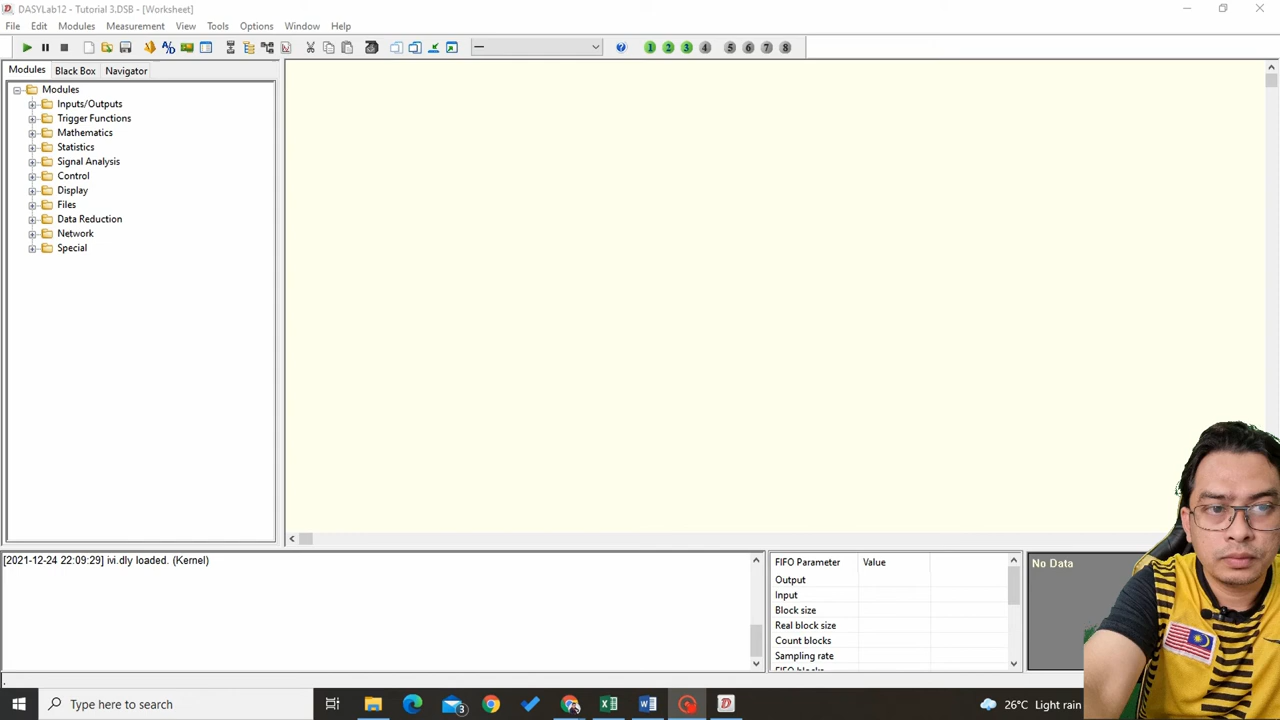 DASYLab12 - Tutorial 3.DSB - [Worksheet]
File Edit Modules Measurement View Tools Options Window Help
1 2 3 4 5 6 7 8
Modules Black Box Navigator
Modules
Inputs/Outputs
Trigger Functions
Mathematics
Statistics
Signal Analysis
Control
Display
Files
Data Reduction
Network
Special
[2021-12-24 22:09:29] ivi.dly loaded. (Kernel)
FIFO Parameter Value
Output
Input
Block size
Real block size
Count blocks
Sampling rate
FIFO blocks
No Data
Type here to search
3
26°C Light rain